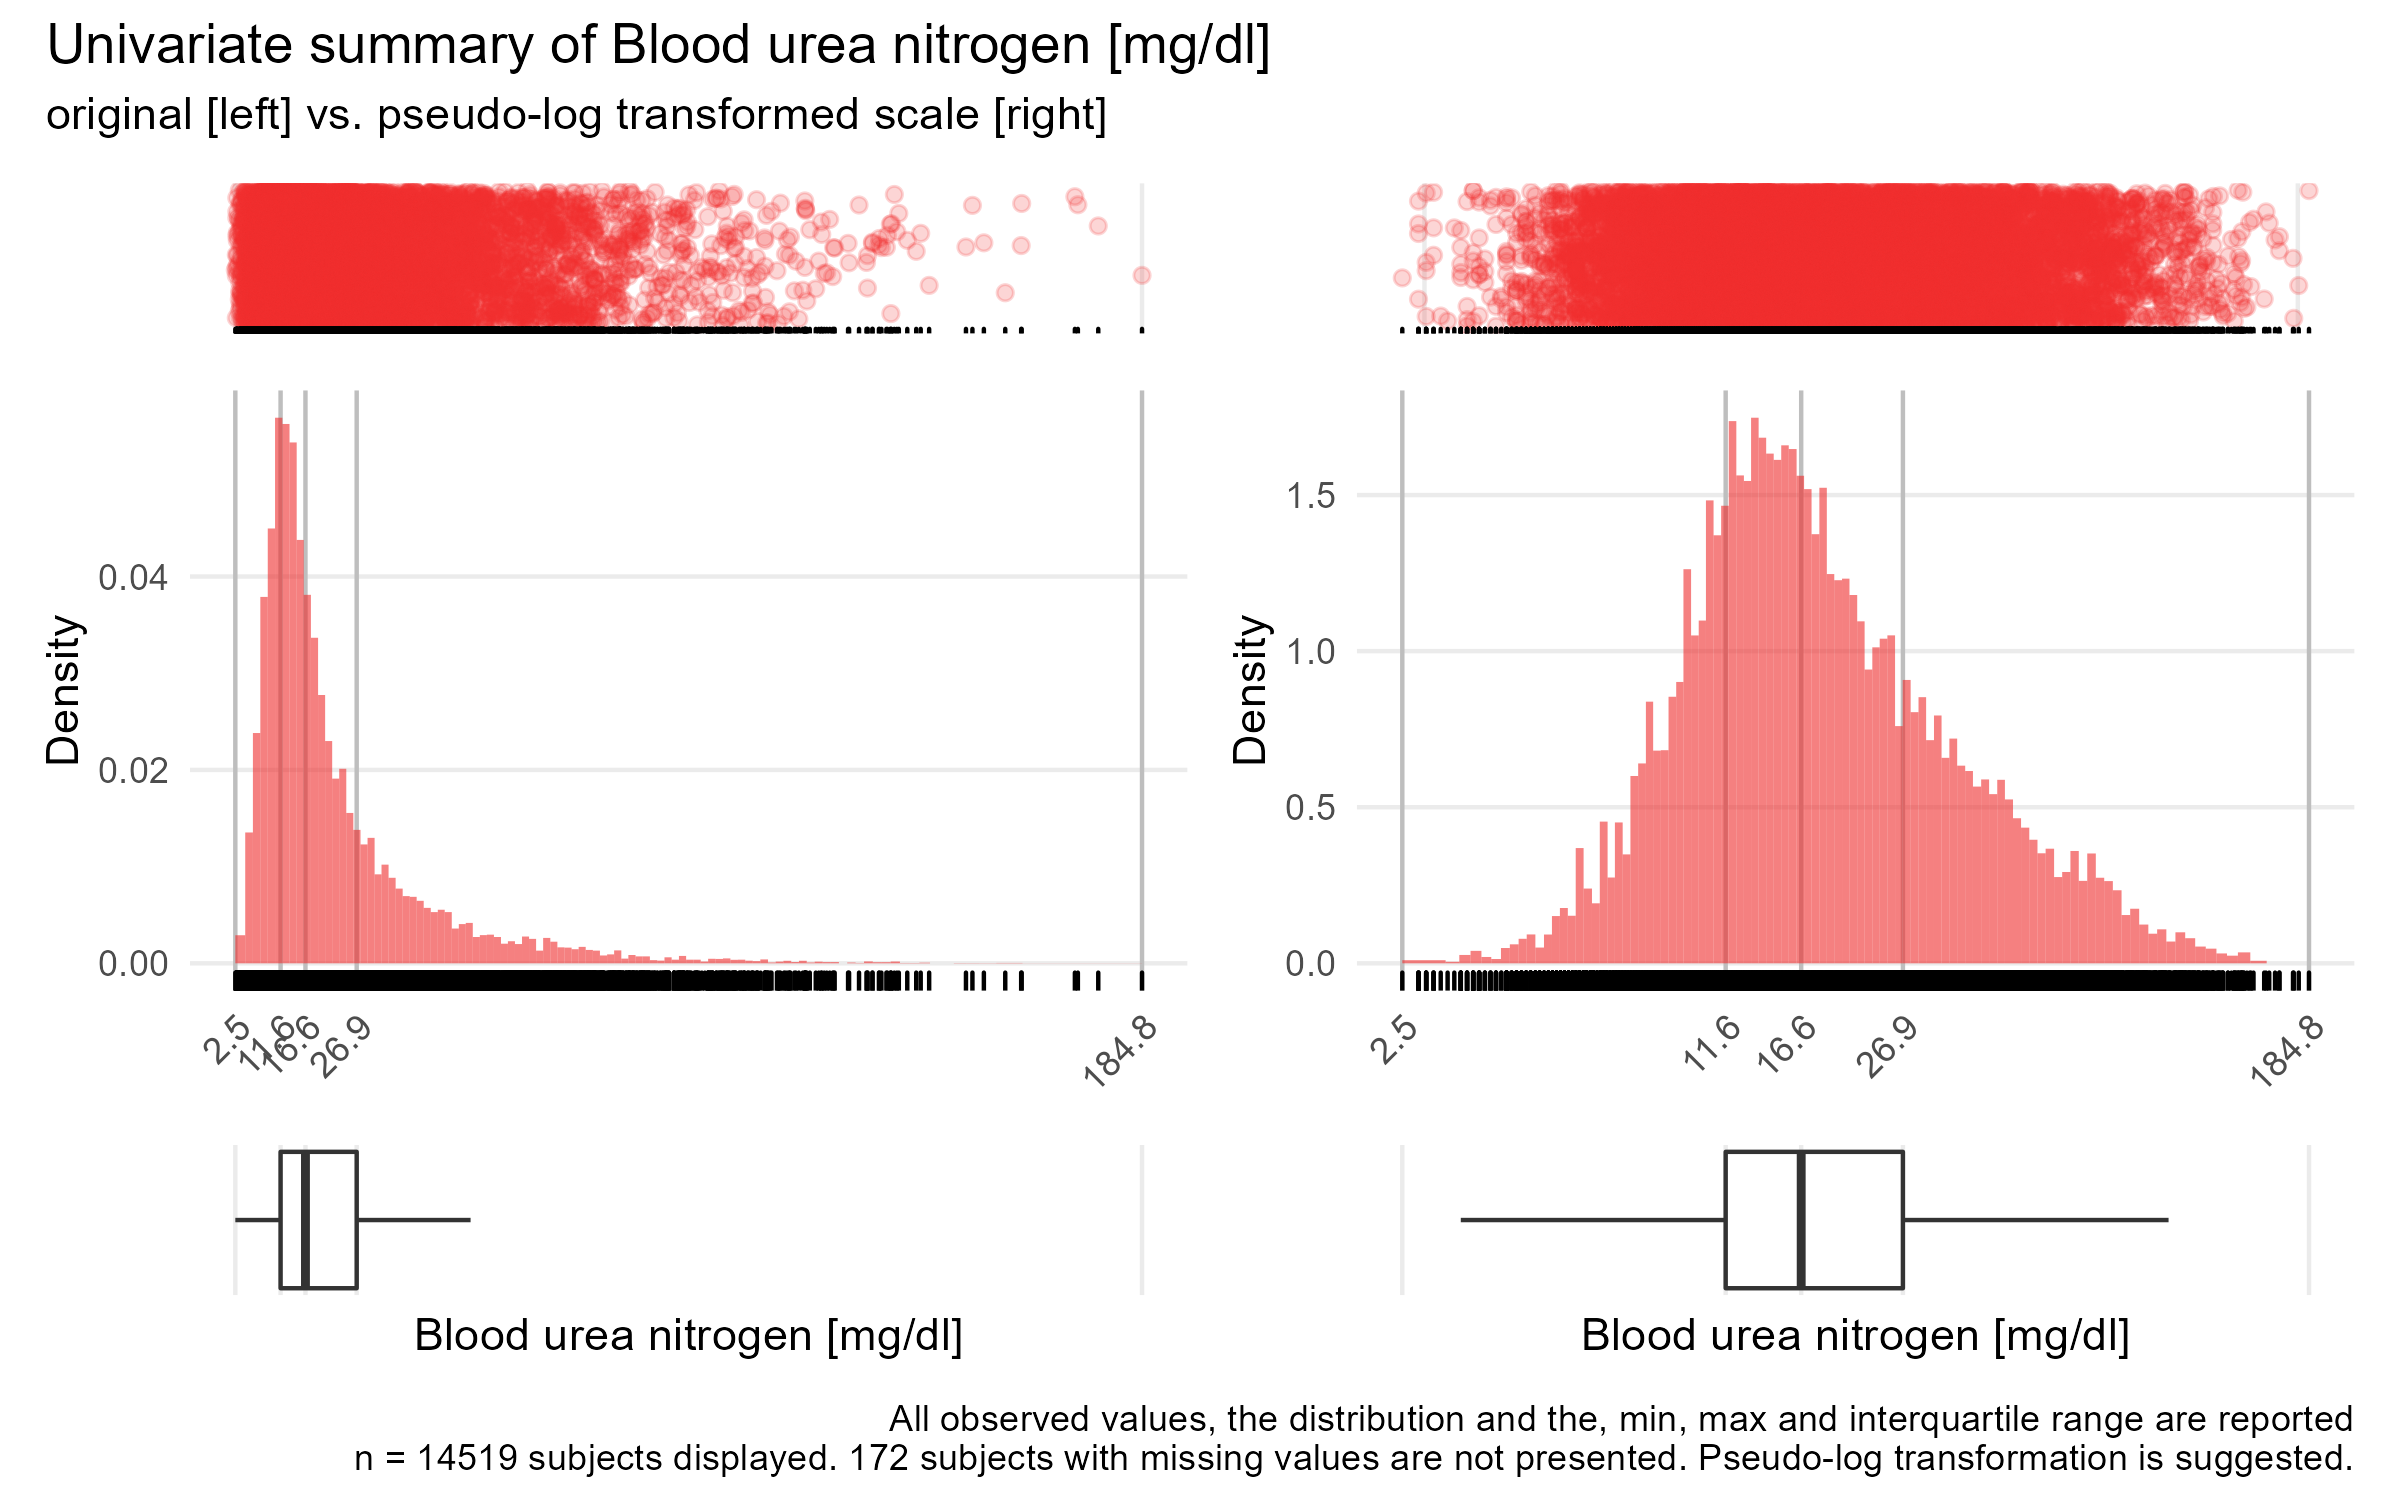 Univariate summary of Blood urea nitrogen [mg/dl]
original [left] vs. pseudo-log transformed scale [right]
Density
0.04
0.02
0.00
2.5
11.6
16.6
26.9
184.8
Blood urea nitrogen [mg/dl]
Density
1.5
1.0
0.5
0.0
2.5
11.6
16.6
26.9
184.8
Blood urea nitrogen [mg/dl]
All observed values, the distribution and the, min, max and interquartile range are reported
n = 14519 subjects displayed. 172 subjects with missing values are not presented. Pseudo-log transformation is suggested.